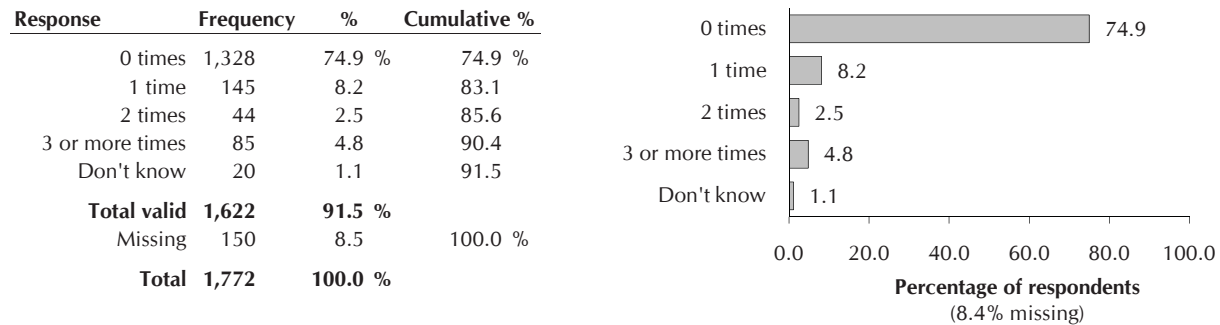 Response Frequency % Cumulative %
0 times 1,328 74.9 % 74.9 %
1 time 145 8.2 83.1
2 times 44 2.5 85.6
3 or more times 85 4.8 90.4
Don't know 20 1.1 91.5
Total valid 1,622 91.5 %
Missing 150 8.5 100.0 %
Total 1,772 100.0 %
0 times 74.9
1 time 8.2
2 times 2.5
3 or more times 4.8
Don't know 1.1
0.0 20.0 40.0 60.0 80.0 100.0
Percentage of respondents
(8.4% missing)